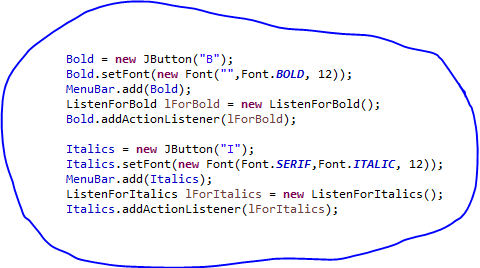 Bold = new JButton("B");
Bold.setFont(new Font("",Font.BOLD, 12));
MenuBar.add(Bold);
ListenForBold lForBold = new ListenForBold();
Bold.addActionListener(lForBold);
Italics = new JButton("I");
Italics.setFont(new Font(Font.SERIF,Font.ITALIC, 12));
MenuBar.add(Italics);
ListenForItalics lForItalics = new ListenForItalics();
Italics.addActionListener(lForItalics);